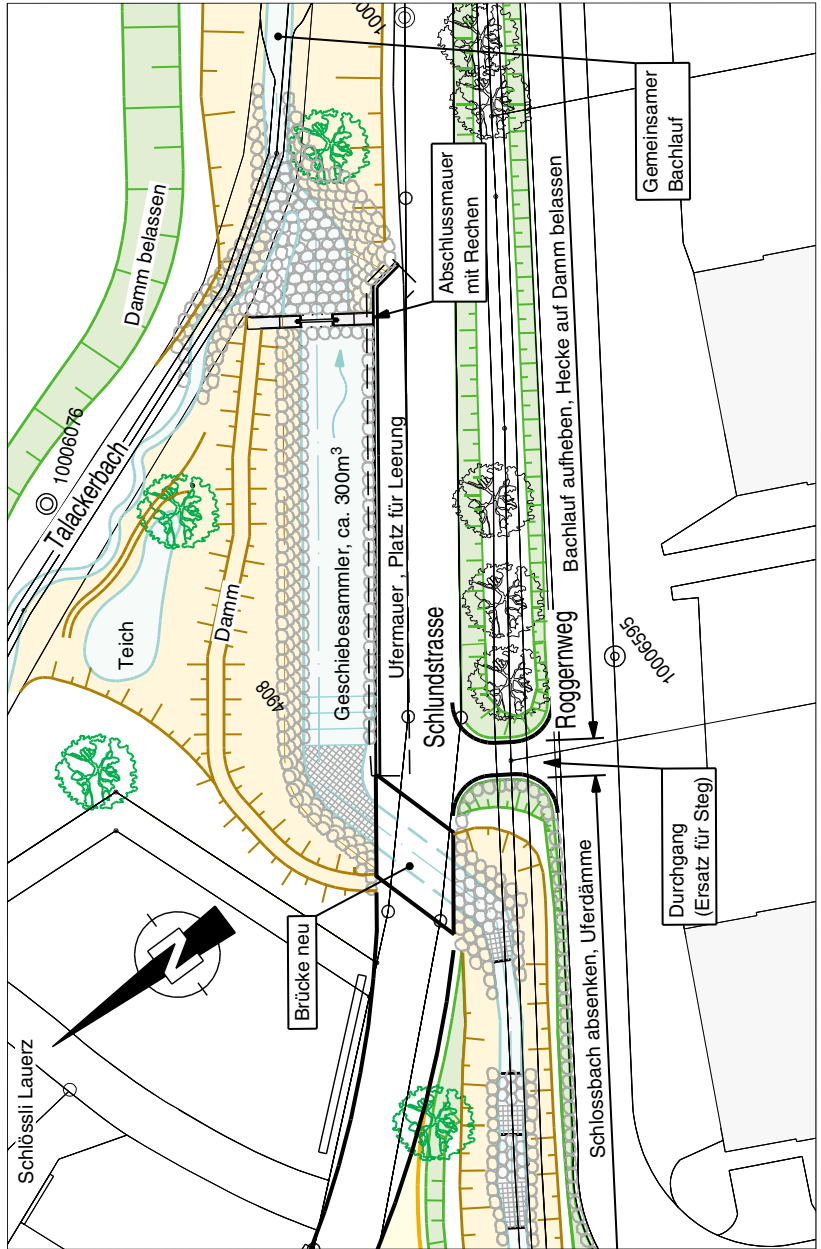 Schlössli Lauerz
Brücke neu
Teich
Damm
4908
Talackerbach
10006076
Damm belassen
Geschiebesammler, ca. 300m³
Ufermauer , Platz für Leerung
Abschlussmauer
mit Rechen
Gemeinsamer
Bachlauf
Schlundstrasse
Roggernweg
Bachlauf aufheben, Hecke auf Damm belassen
Schlossbach absenken, Uferdämme
Durchgang
(Ersatz für Steg)
10006595